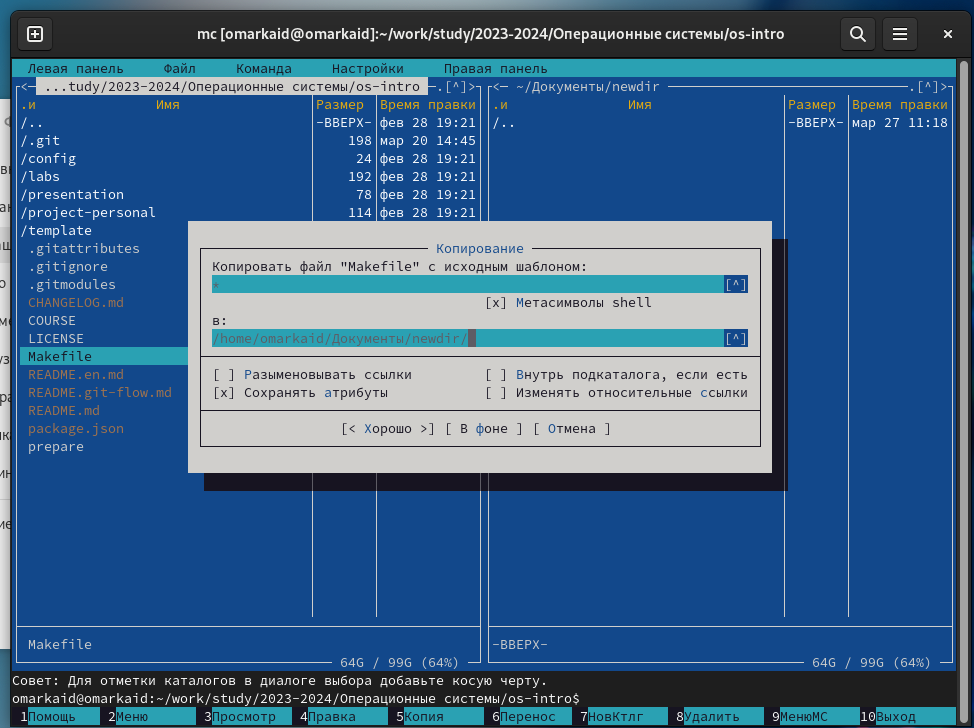 mc [omarkaid@omarkaid]:~/work/study/2023-2024/Операционные системы/os-intro
Левая панель Файл Команда Настройки Правая панель
<— ...tudy/2023-2024/Операционные системы/os-intro —.[^]> <— ~/Документы/newdir .[^]>
.и Имя Размер Время правки .и Имя Размер Время правки
/.. -ВВЕРХ- фев 28 19:21 /.. -ВВЕРХ- мар 27 11:18
/.git 198 мар 20 14:45
/config 24 фев 28 19:21
/labs 192 фев 28 19:21
/presentation 78 фев 28 19:21
/project-personal 114 фев 28 19:21
/template
.gitattributes
.gitignore
.gitmodules
CHANGELOG.md
COURSE
LICENSE
Makefile
README.en.md
README.git-flow.md
README.md
package.json
prepare
Копирование
Копировать файл "Makefile" с исходным шаблоном:
* [^]
[x] Метасимволы shell
в:
/home/omarkaid/Документы/newdir/ [^]
[ ] Разыменовывать ссылки [ ] Внутрь подкаталога, если есть
[x] Сохранять атрибуты [ ] Изменять относительные ссылки
[< Хорошо >] [ В фоне ] [ Отмена ]
Makefile -ВВЕРХ-
64G / 99G (64%) 64G / 99G (64%)
Совет: Для отметки каталогов в диалоге выбора добавьте косую черту.
omarkaid@omarkaid:~/work/study/2023-2024/Операционные системы/os-intro$
1Помощь 2Меню 3Просмотр 4Правка 5Копия 6Перенос 7НовКтлг 8Удалить 9МенюMC 10Выход